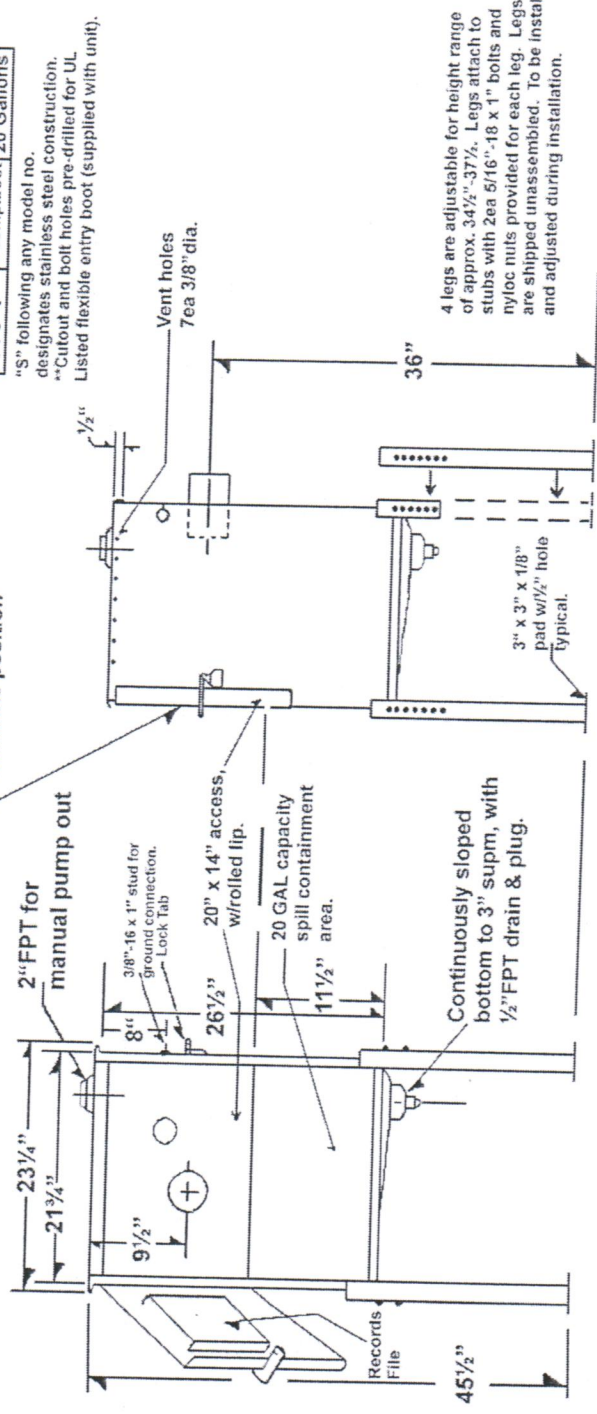 20 Gallons
"S" following any model no.
designates stainless steel construction.
**Cutout and bolt holes pre-drilled for UL
Listed flexible entry boot (supplied with unit).
½"
Vent holes
7ea 3/8" dia.
36"
4 legs are adjustable for height range
of approx. 34½"-37½. Legs attach to
stubs with 2ea 5/16"-18 x 1" bolts and
nyloc nuts provided for each leg. Legs
are shipped unassembled. To be instal
and adjusted during installation.
3" x 3" x 1/8"
pad w/½" hole
typical.
2"FPT for
manual pump out
3/8"-16 x 1" stud for
ground connection.
Lock Tab
20" x 14" access,
w/rolled lip.
20 GAL capacity
spill containment
area.
Continuously sloped
bottom to 3" supm, with
½"FPT drain & plug.
23¼"
21¾"
9½"
8"
26½"
11½"
Records
File
45½"